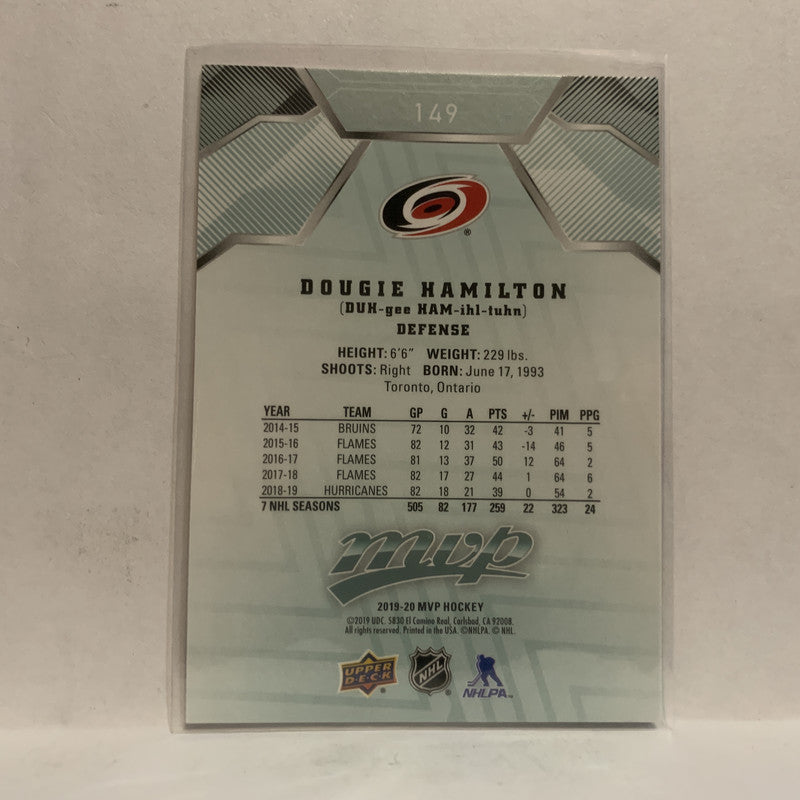 149
®
DOUGIE HAMILTON
(DUH-gee HAM-ihl-tuhn)
DEFENSE
HEIGHT: 6'6" WEIGHT: 229 lbs.
SHOOTS: Right BORN: June 17, 1993
Toronto, Ontario
YEAR TEAM GP G A PTS +/- PIM PPG
2014-15 BRUINS 72 10 32 42 -3 41 5
2015-16 FLAMES 82 12 31 43 -14 46 5
2016-17 FLAMES 81 13 37 50 12 64 2
2017-18 FLAMES 82 17 27 44 1 64 6
2018-19 HURRICANES 82 18 21 39 0 54 2
7 NHL SEASONS 505 82 177 259 22 323 24
mvp
2019-20 MVP HOCKEY
©2019 UDC. 5830 El Camino Real, Carlsbad, CA 92008.
All rights reserved. Printed in the USA. ©NHLPA. © NHL.
UPPER DECK ® NHL ® NHLPA™